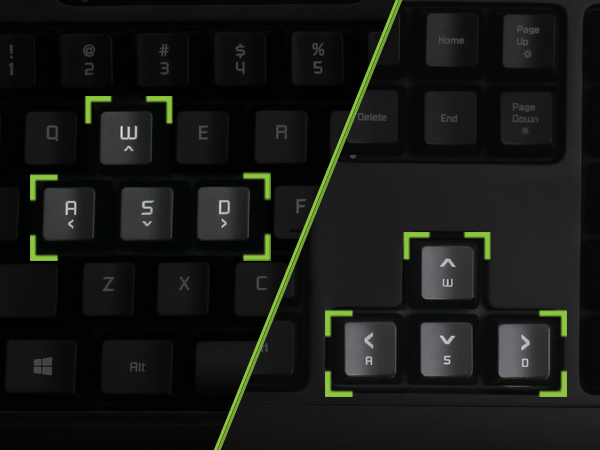 ! @ # $ %
1 2 3 4 5
Q W E R
A S D F
Z X C
Alt
Home Page Up
Delete End Page Down
W
A S D